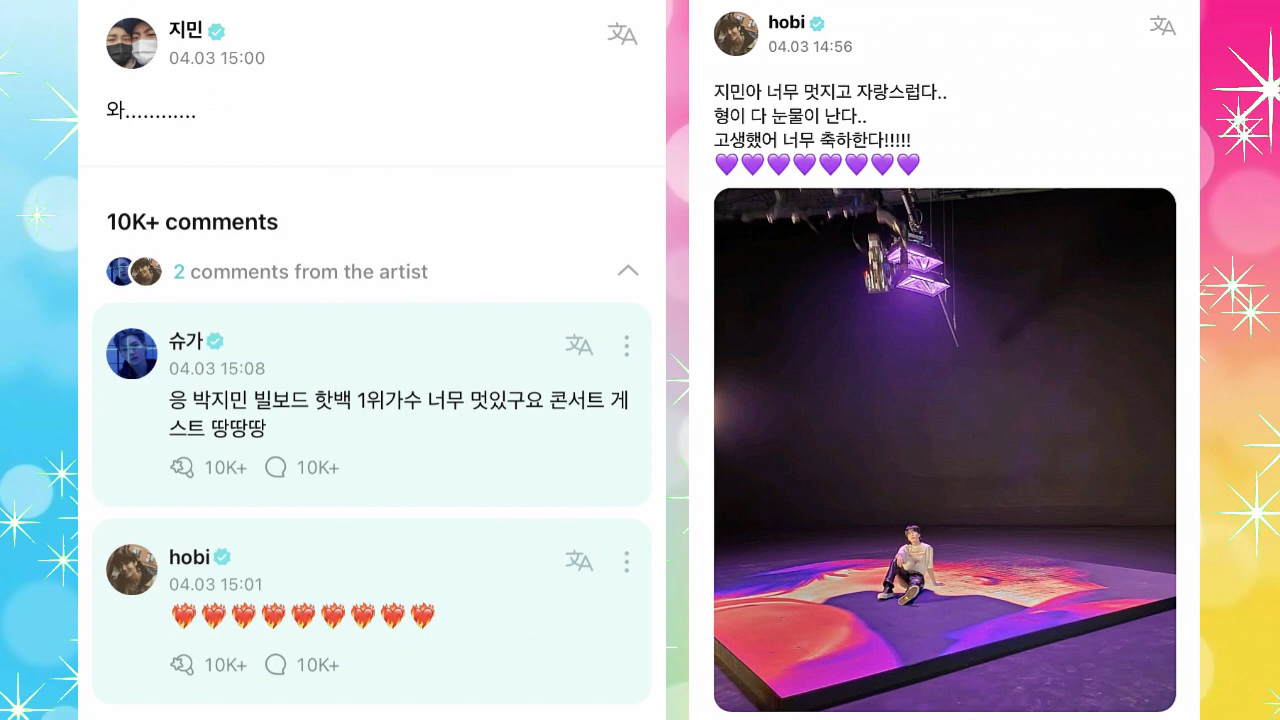 지민
04.03 15:00
와............
10K+ comments
2 comments from the artist
슈가
04.03 15:08
응 박지민 빌보드 핫백 1위가수 너무 멋있구요 콘서트 게
스트 땅땅땅
10K+ 10K+
hobi
04.03 15:01
❤️‍🔥❤️‍🔥❤️‍🔥❤️‍🔥❤️‍🔥❤️‍🔥❤️‍🔥❤️‍🔥❤️‍🔥
10K+ 10K+
hobi
04.03 14:56
지민아 너무 멋지고 자랑스럽다..
형이 다 눈물이 난다..
고생했어 너무 축하한다!!!!!
💜💜💜💜💜💜💜💜